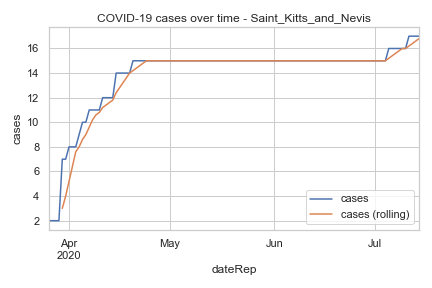 COVID-19 cases over time - Saint_Kitts_and_Nevis
cases
16
14
12
10
8
6
4
2
cases
cases (rolling)
Apr
2020
May
Jun
Jul
dateRep